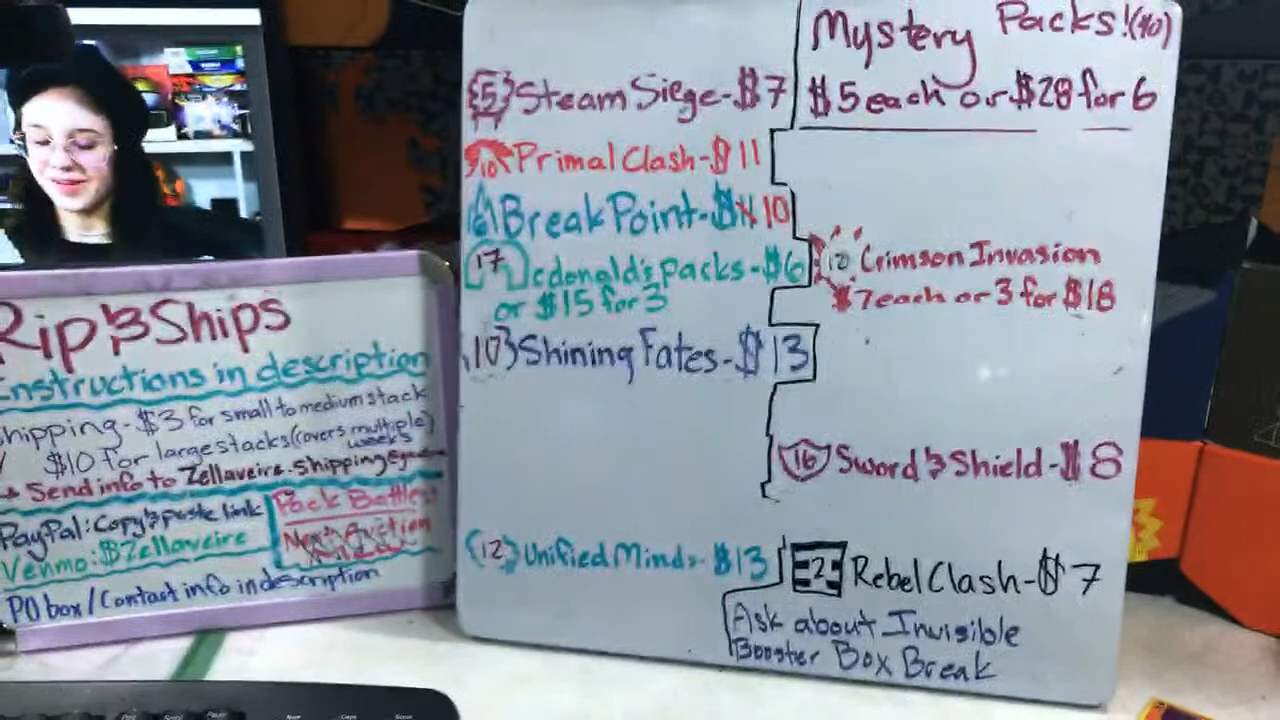 Rip & Ships
Instructions in description
Shipping - $3 for small to medium stack
$10 for large stacks (covers multiple weeks)
→ Send info to Zellaveire.shipping@
PayPal: Copy & paste link
Venmo: $Zellaveire
Pack Battles
Next Auction
PO box/Contact info in description
{5} Steam Siege - $7
10 Primal Clash - $11
6 Break Point - $10
17 Mcdonald's packs - $6
or $15 for 3
{10} Shining Fates - $13
{12} Unified Minds - $13
Mystery Packs! (40)
$5 each or $28 for 6
12 Crimson Invasion
$7 each or 3 for $18
16 Sword & Shield - $8
2 Rebel Clash - $7
Ask about Invisible
Booster Box Break